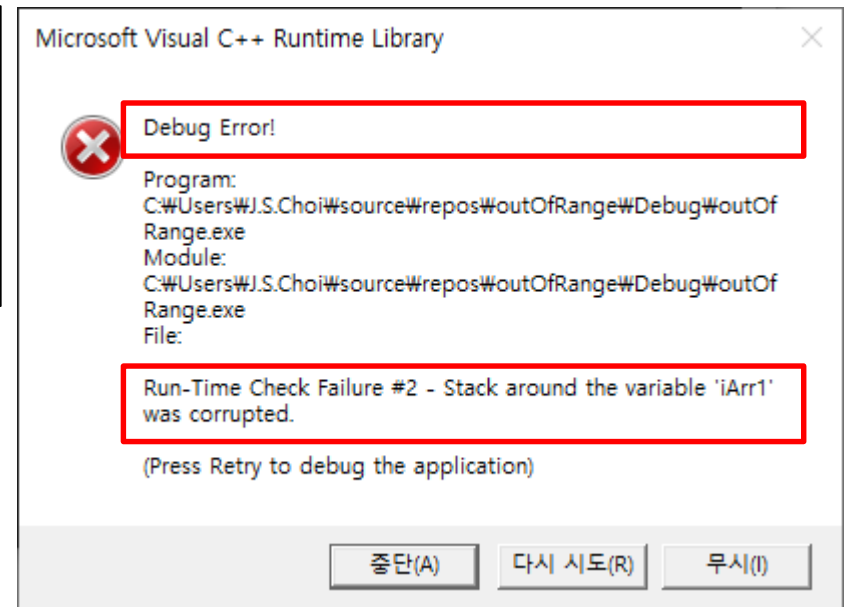 Microsoft Visual C++ Runtime Library
Debug Error!
Program:
C:₩Users₩J.S.Choi₩source₩repos₩outOfRange₩Debug₩outOf
Range.exe
Module:
C:₩Users₩J.S.Choi₩source₩repos₩outOfRange₩Debug₩outOf
Range.exe
File:
Run-Time Check Failure #2 - Stack around the variable 'iArr1'
was corrupted.
(Press Retry to debug the application)
중단(A) 다시 시도(R) 무시(I)